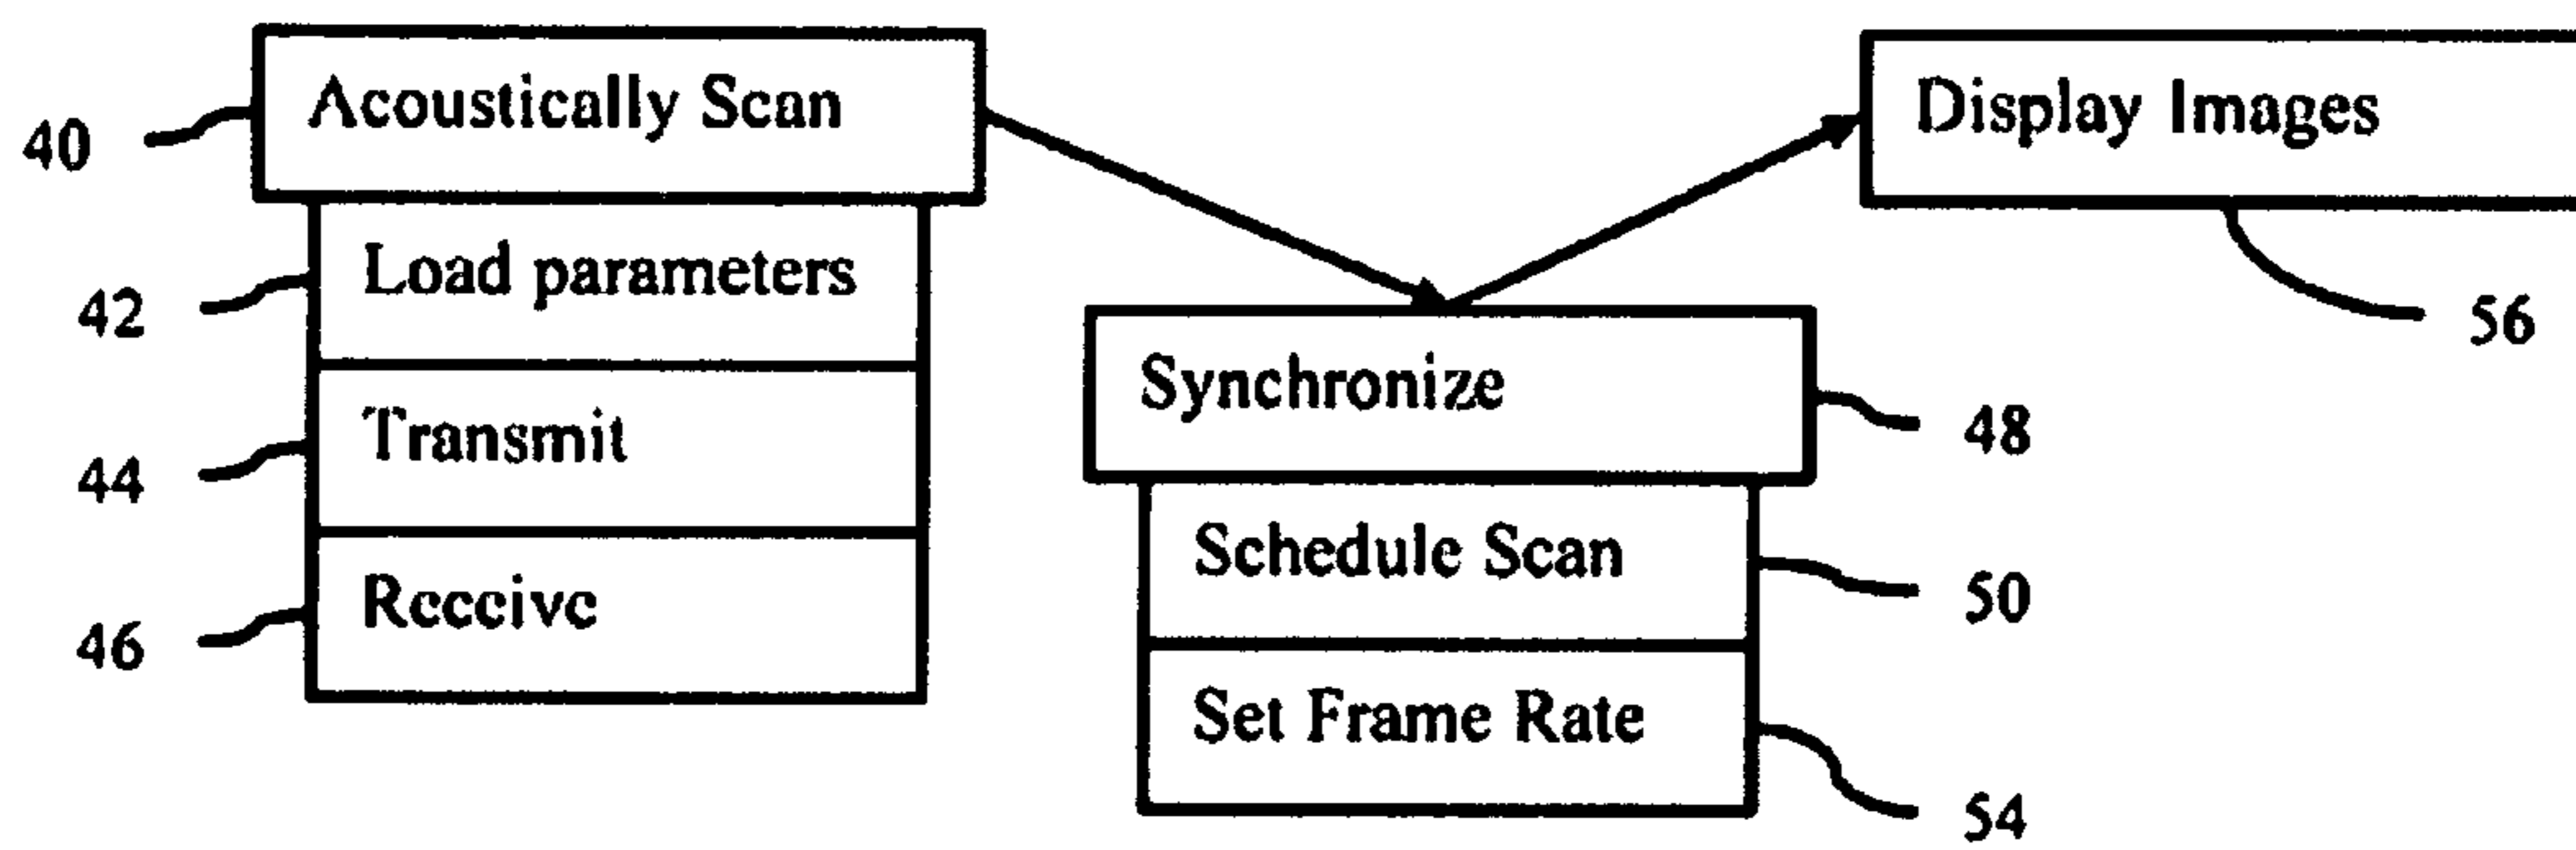 40
Acoustically Scan
42
Load parameters
44
Transmit
46
Receive
Synchronize
48
Schedule Scan
50
Set Frame Rate
54
Display Images
56